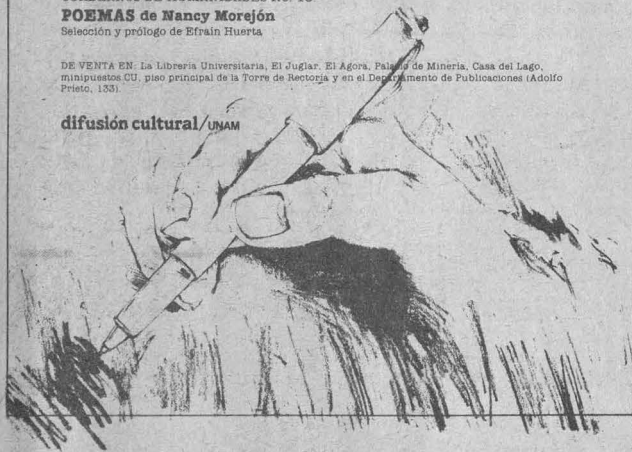 POEMAS de Nancy Morejón
Selección y prólogo de Efraín Huerta
DE VENTA EN: La Librería Universitaria, El Juglar, El Agora, Palacio de Minería, Casa del Lago,
minipuestos CU, piso principal de la Torre de Rectoría y en el Departamento de Publicaciones (Adolfo
Prieto, 133).
difusión cultural/UNAM